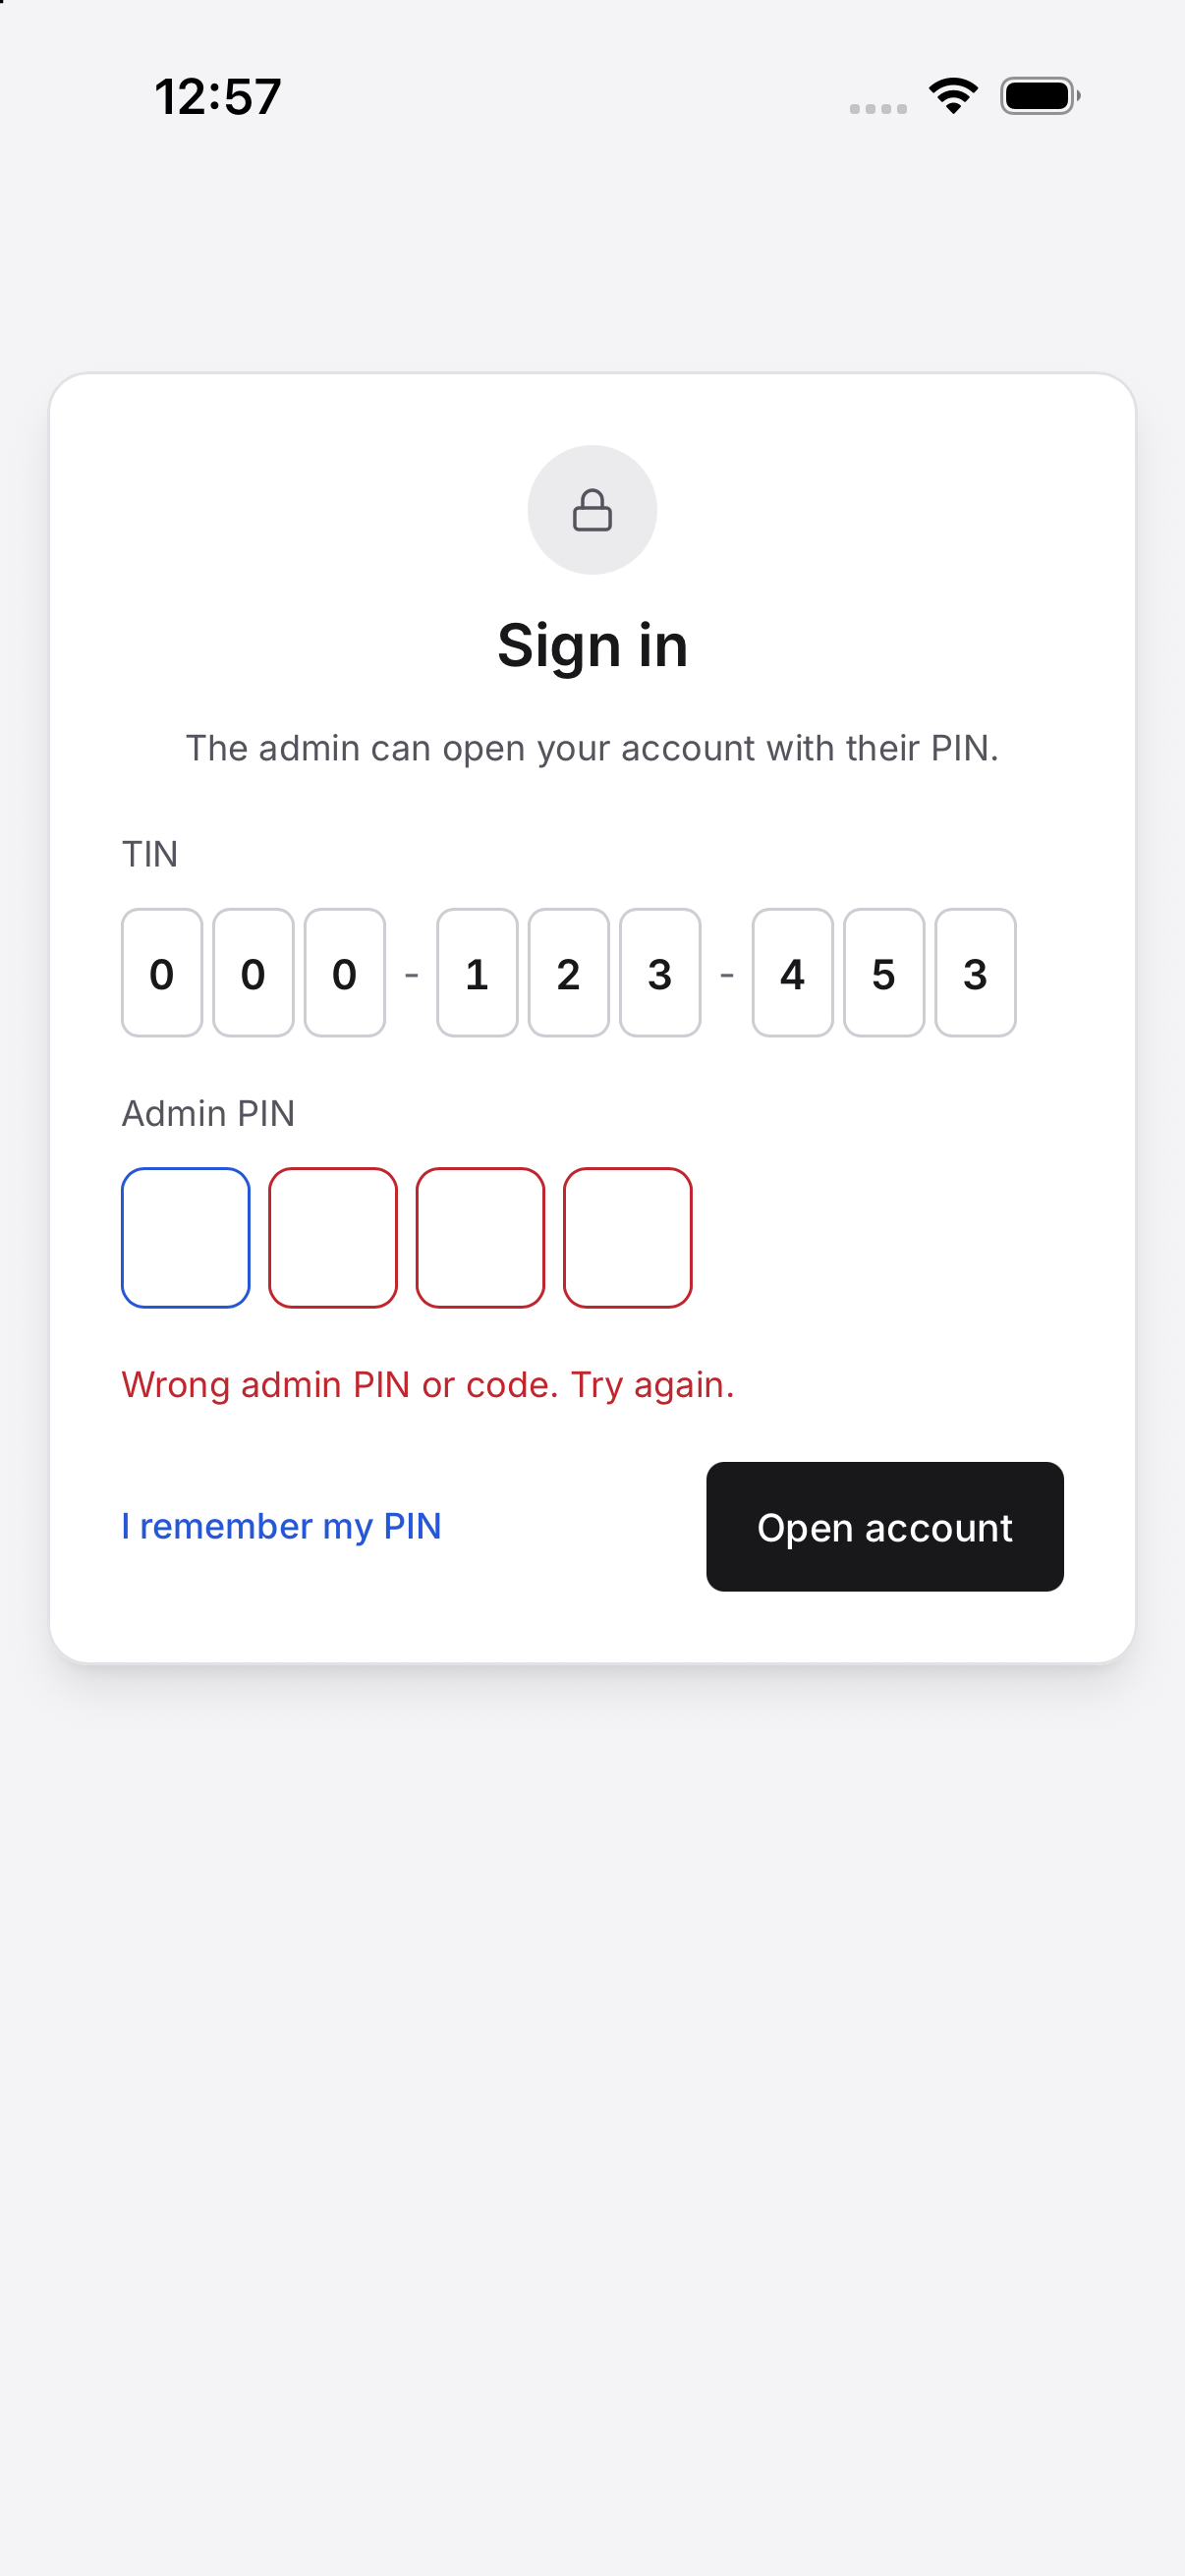 12:57
Sign in
The admin can open your account with their PIN.
TIN
0 0 0 - 1 2 3 - 4 5 3
Admin PIN
Wrong admin PIN or code. Try again.
I remember my PIN
Open account